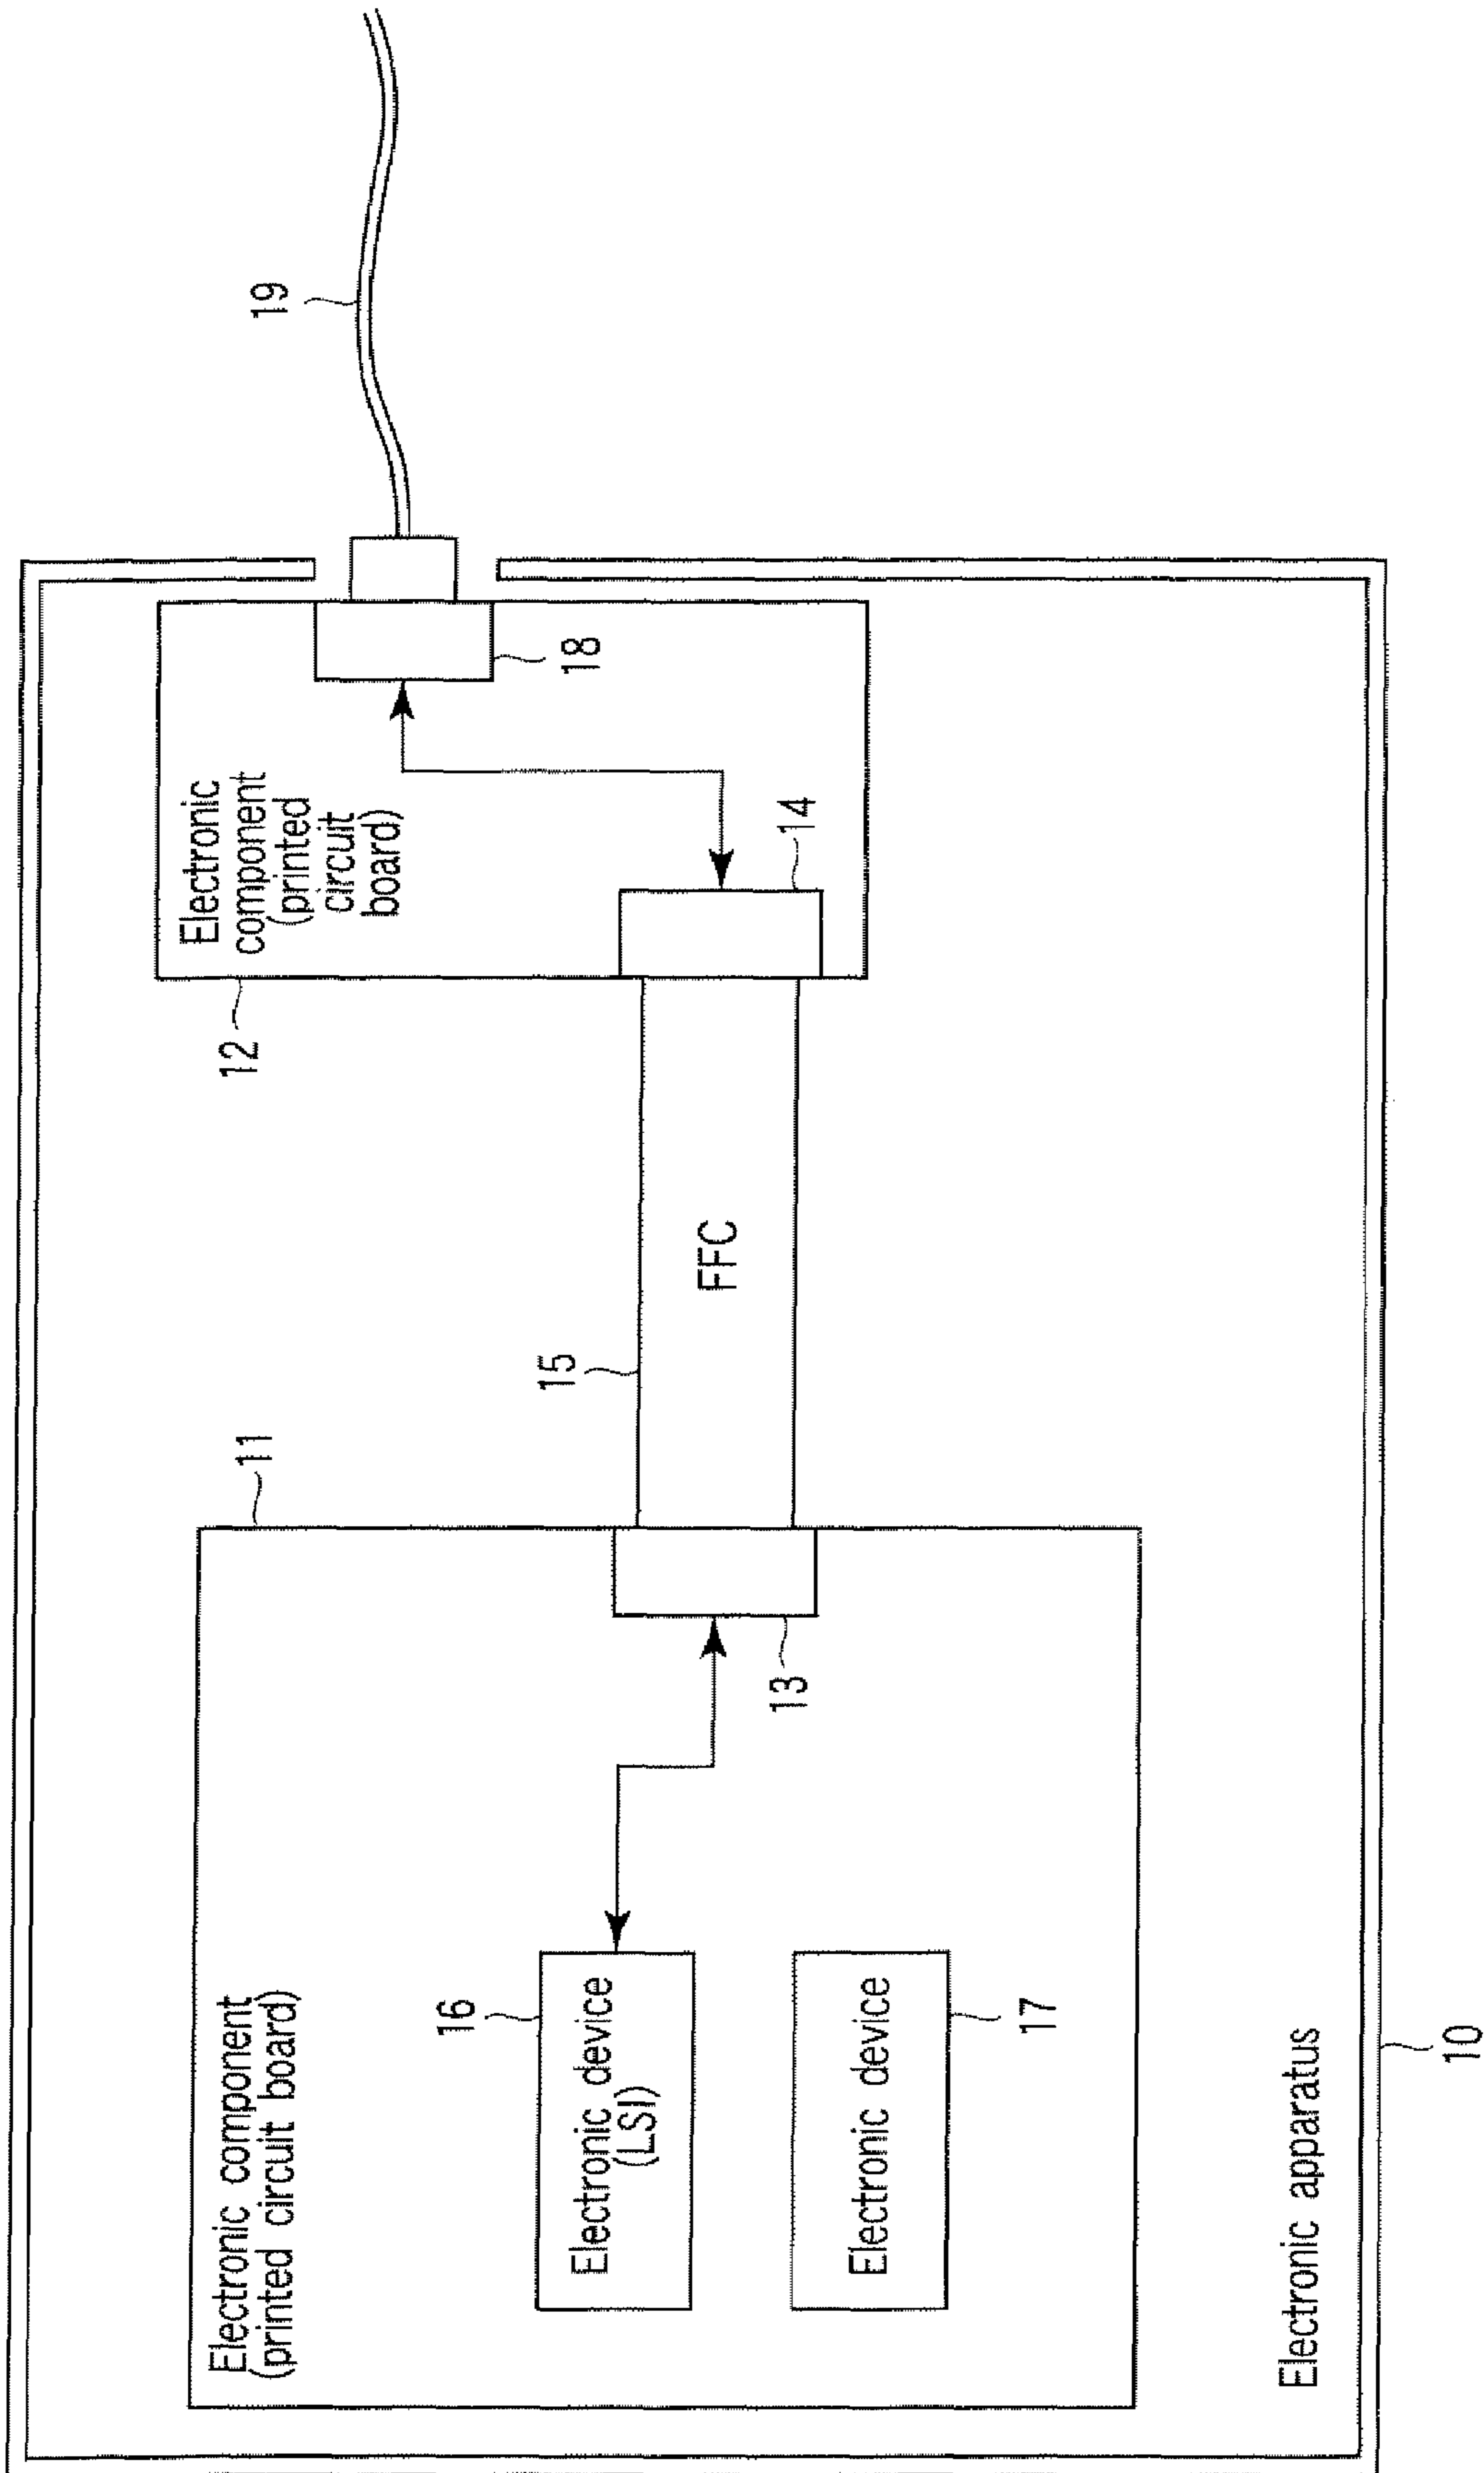 Electronic component
(printed circuit board)
11
16
Electronic device
(LSI)
Electronic device
17
13
15
FFC
12
Electronic
component
(printed
circuit
board)
14
18
19
Electronic apparatus
10